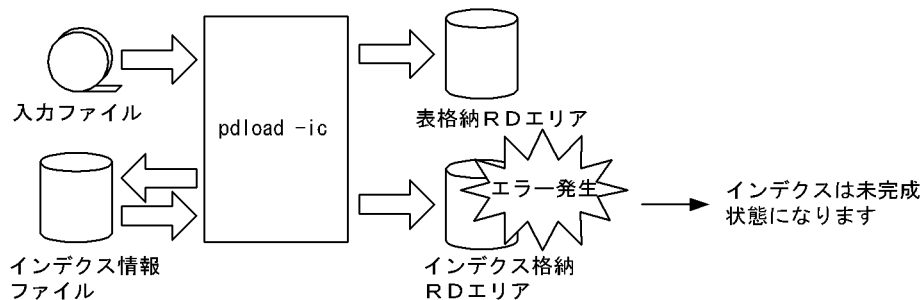 入力ファイル
pdload -ic
表格納RDエリア
エラー発生
インデクスは未完成
状態になります
インデクス情報
ファイル
インデクス格納
RDエリア